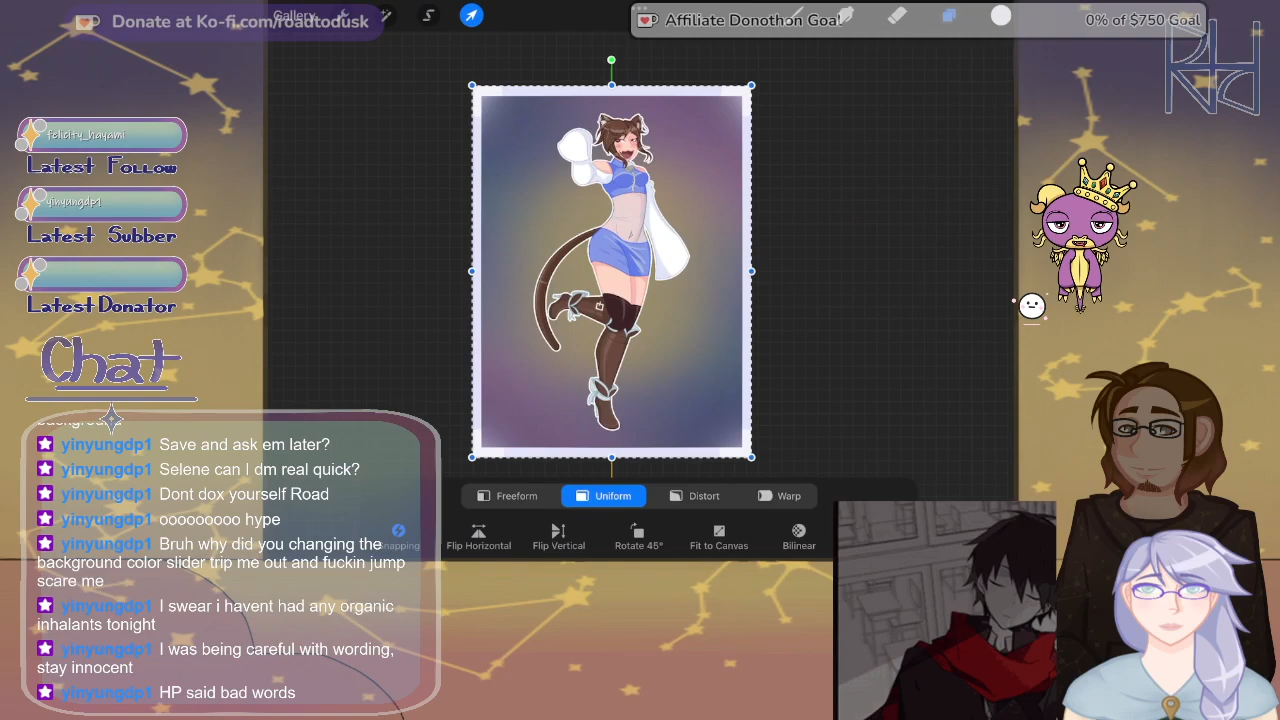 Donate at Ko-fi.com/roadtodusk
Gallery
Affiliate Donothon Goal
0% of $750 Goal
felicity_hayami
Latest Follow
yinyungdp1
Latest Subber
Latest Donator
Chat
background
yinyungdp1 Save and ask em later?
yinyungdp1 Selene can I dm real quick?
yinyungdp1 Dont dox yourself Road
yinyungdp1 ooooooooo hype
yinyungdp1 Bruh why did you changing the
background color slider trip me out and fuckin jump
scare me
yinyungdp1 I swear i havent had any organic
inhalants tonight
yinyungdp1 I was being careful with wording,
stay innocent
yinyungdp1 HP said bad words
Freeform
Uniform
Distort
Warp
Snapping
Flip Horizontal
Flip Vertical
Rotate 45°
Fit to Canvas
Bilinear